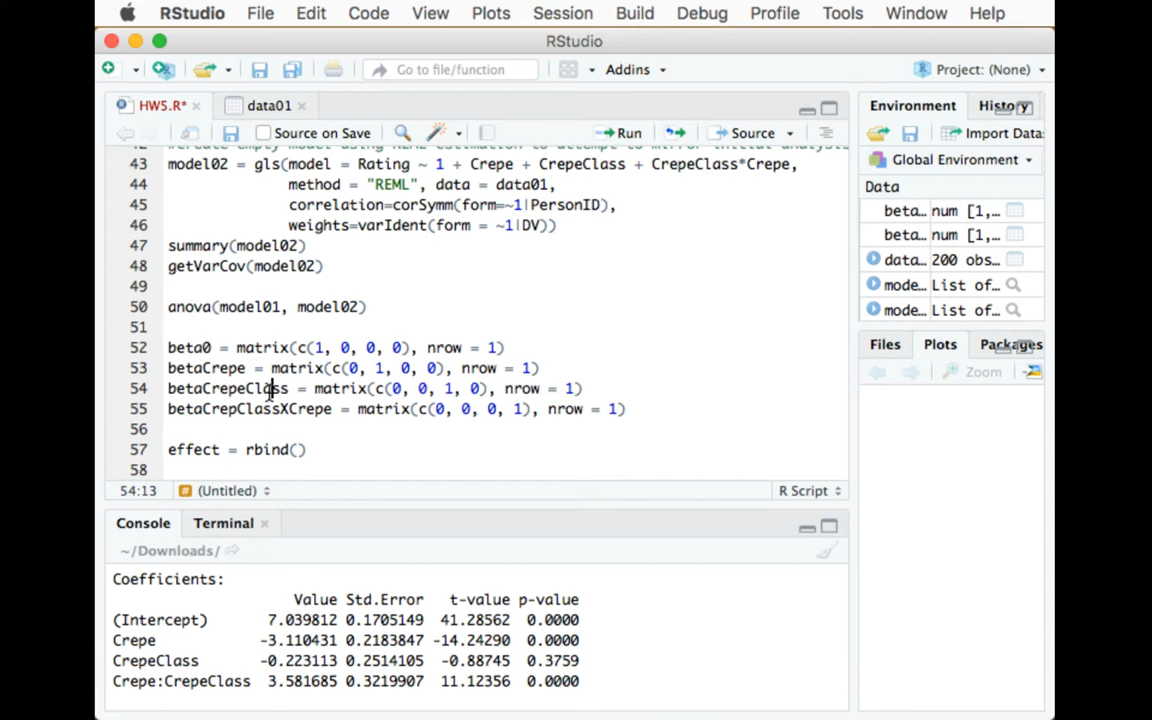 RStudio File Edit Code View Plots Session Build Debug Profile Tools Window Help
RStudio
Go to file/function Addins Project: (None)
HW5.R* data01
Source on Save Run Source
43 model02 = gls(model = Rating ~ 1 + Crepe + CrepeClass + CrepeClass*Crepe,
44 method = "REML", data = data01,
45 correlation=corSymm(form=~1|PersonID),
46 weights=varIdent(form = ~1|DV))
47 summary(model02)
48 getVarCov(model02)
49
50 anova(model01, model02)
51
52 beta0 = matrix(c(1, 0, 0, 0), nrow = 1)
53 betaCrepe = matrix(c(0, 1, 0, 0), nrow = 1)
54 betaCrepeClass = matrix(c(0, 0, 1, 0), nrow = 1)
55 betaCrepClassXCrepe = matrix(c(0, 0, 0, 1), nrow = 1)
56
57 effect = rbind()
58
54:13 (Untitled) R Script
Console Terminal
~/Downloads/
Coefficients:
Value Std.Error t-value p-value
(Intercept) 7.039812 0.1705149 41.28562 0.0000
Crepe -3.110431 0.2183847 -14.24290 0.0000
CrepeClass -0.223113 0.2514105 -0.88745 0.3759
Crepe:CrepeClass 3.581685 0.3219907 11.12356 0.0000
Environment History
Import Data
Global Environment
Data
beta… num [1,…
beta… num [1,…
data… 200 obs…
mode… List of…
mode… List of…
Files Plots Packages
Zoom